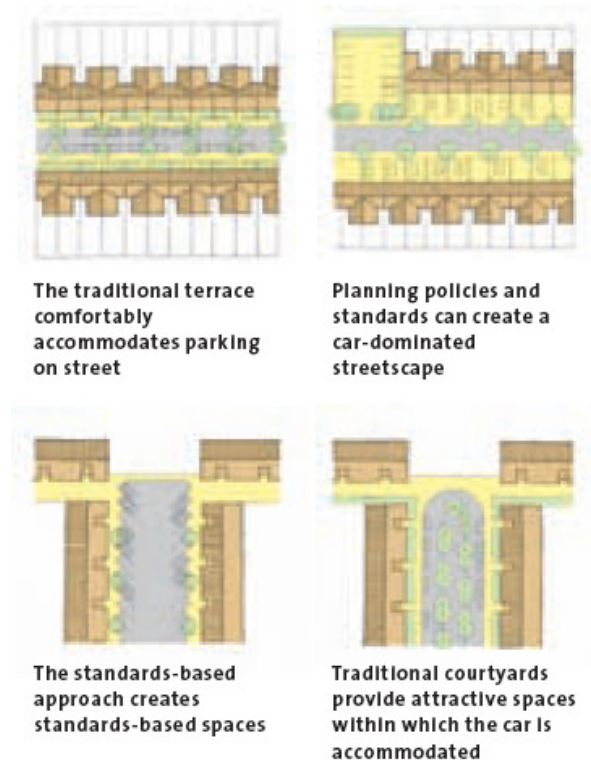 The traditional terrace
comfortably
accommodates parking
on street
Planning policies and
standards can create a
car-dominated
streetscape
The standards-based
approach creates
standards-based spaces
Traditional courtyards
provide attractive spaces
within which the car is
accommodated